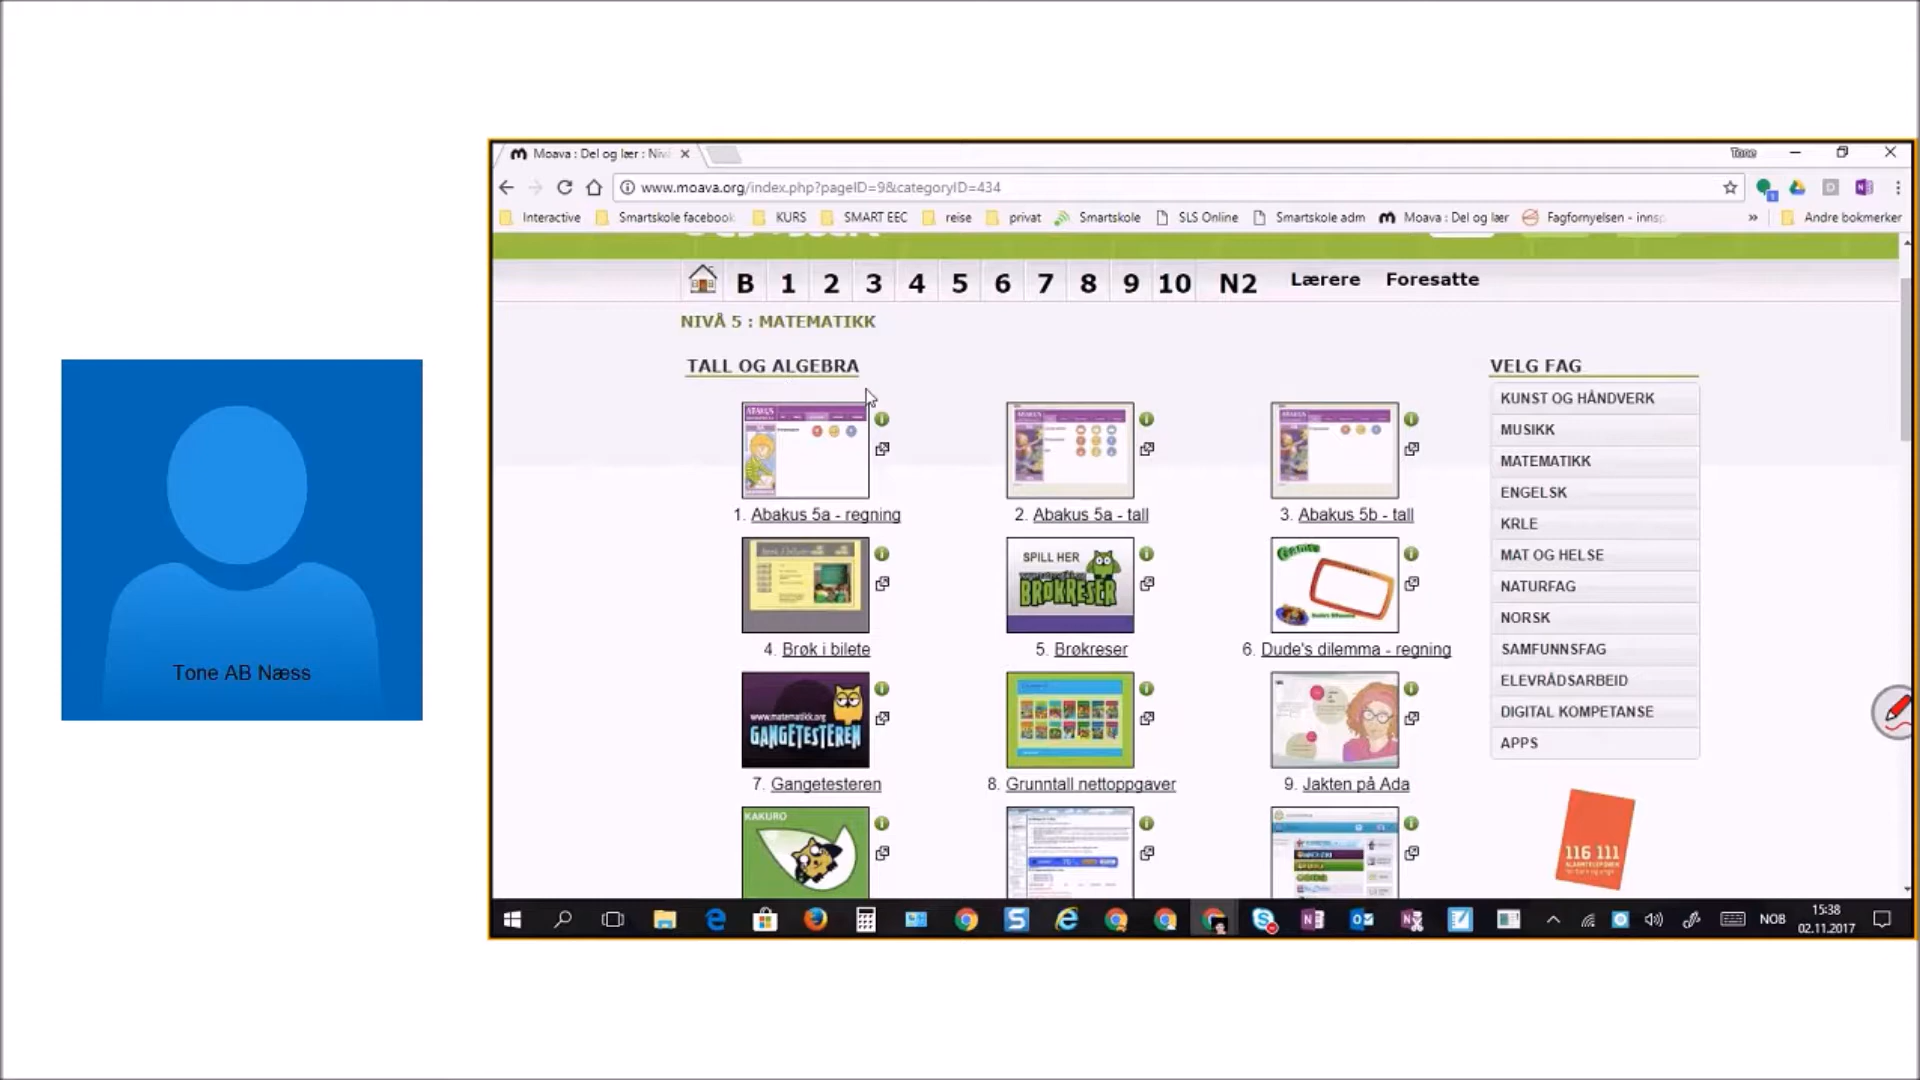 Tone AB Næss
Moava : Del og lær : Niv
Tone
www.moava.org/index.php?pageID=9&categoryID=434
Interactive Smartskole facebook KURS SMART EEC reise privat Smartskole SLS Online Smartskole adm Moava : Del og lær Fagfornyelsen - innsp » Andre bokmerker
B 1 2 3 4 5 6 7 8 9 10 N2 Lærere Foresatte
NIVÅ 5 : MATEMATIKK
TALL OG ALGEBRA
ABAKUS
1. Abakus 5a - regning
2. Abakus 5a - tall
3. Abakus 5b - tall
SPILL HER
BRØKRESER
Game
4. Brøk i bilete
5. Brøkreser
6. Dude's dilemma - regning
www.matematikk.org
GANGETESTEREN
7. Gangetesteren
8. Grunntall nettoppgaver
9. Jakten på Ada
KAKURO
VELG FAG
KUNST OG HÅNDVERK
MUSIKK
MATEMATIKK
ENGELSK
KRLE
MAT OG HELSE
NATURFAG
NORSK
SAMFUNNSFAG
ELEVRÅDSARBEID
DIGITAL KOMPETANSE
APPS
116 111
NOB
15:38
02.11.2017